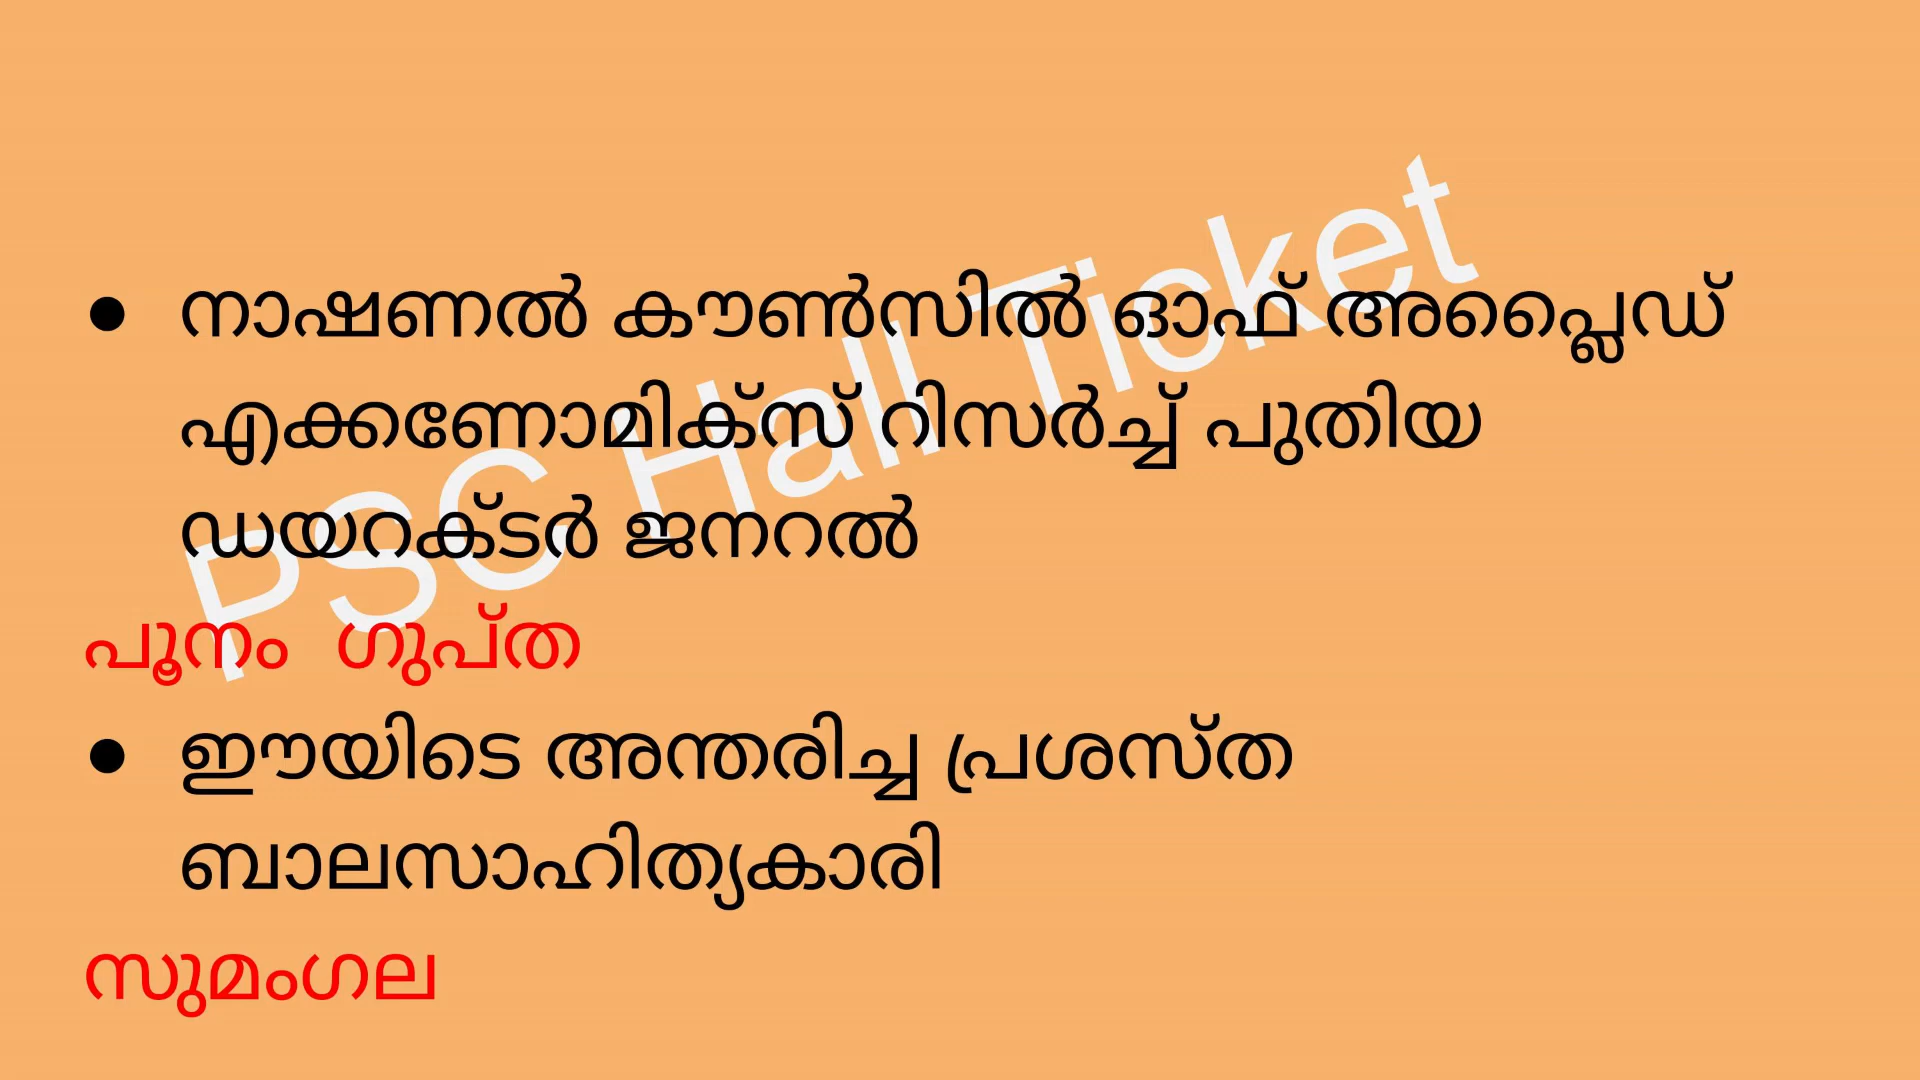 ● നാഷണൽ കൗൺസിൽ ഓഫ് അപ്ലൈഡ്
എക്കണോമിക്സ് റിസർച്ച് പുതിയ
ഡയറക്ടർ ജനറൽ
പൂനം ഗുപ്ത
● ഈയിടെ അന്തരിച്ച പ്രശസ്ത
ബാലസാഹിത്യകാരി
സുമംഗല
PSC Hall Ticket